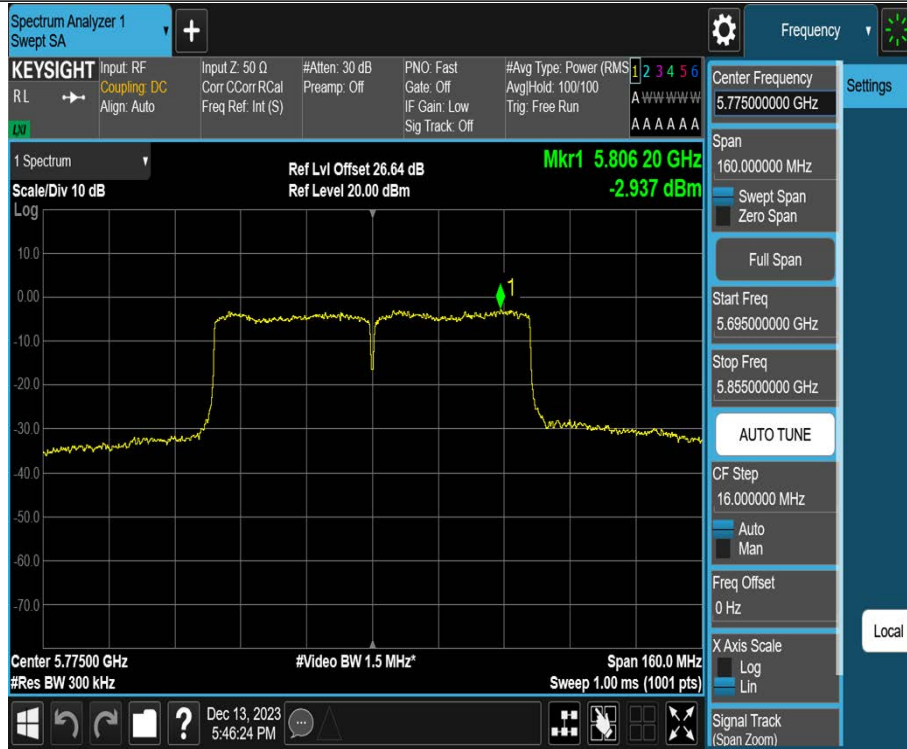 Spectrum Analyzer 1
Swept SA
Frequency
KEYSIGHT
R L
LXI
Input: RF
Coupling: DC
Align: Auto
Input Z: 50 Ω
Corr CCorr RCal
Freq Ref: Int (S)
#Atten: 30 dB
Preamp: Off
PNO: Fast
Gate: Off
IF Gain: Low
Sig Track: Off
#Avg Type: Power (RMS
Avg|Hold: 100/100
Trig: Free Run
1 2 3 4 5 6
A W W W W W
A A A A A A
1 Spectrum
Scale/Div 10 dB
Log
Ref Lvl Offset 26.64 dB
Ref Level 20.00 dBm
Mkr1 5.806 20 GHz
-2.937 dBm
10.0
0.00
-10.0
-20.0
-30.0
-40.0
-50.0
-60.0
-70.0
1
Center 5.77500 GHz
#Res BW 300 kHz
#Video BW 1.5 MHz*
Span 160.0 MHz
Sweep 1.00 ms (1001 pts)
Center Frequency
5.775000000 GHz
Settings
Span
160.000000 MHz
Swept Span
Zero Span
Full Span
Start Freq
5.695000000 GHz
Stop Freq
5.855000000 GHz
AUTO TUNE
CF Step
16.000000 MHz
Auto
Man
Freq Offset
0 Hz
X Axis Scale
Log
Lin
Local
Signal Track
(Span Zoom)
?
Dec 13, 2023
5:46:24 PM